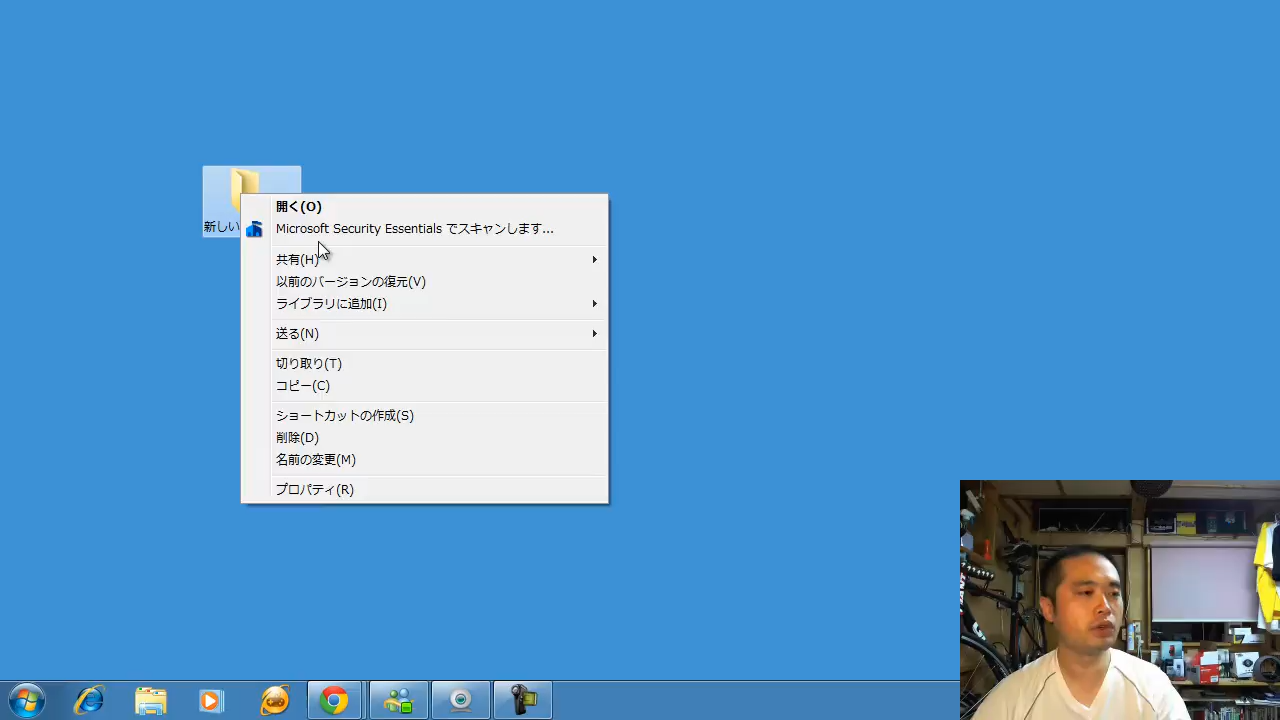 新しい
開く(O)
Microsoft Security Essentials でスキャンします...
共有(H)
以前のバージョンの復元(V)
ライブラリに追加(I)
送る(N)
切り取り(T)
コピー(C)
ショートカットの作成(S)
削除(D)
名前の変更(M)
プロパティ(R)